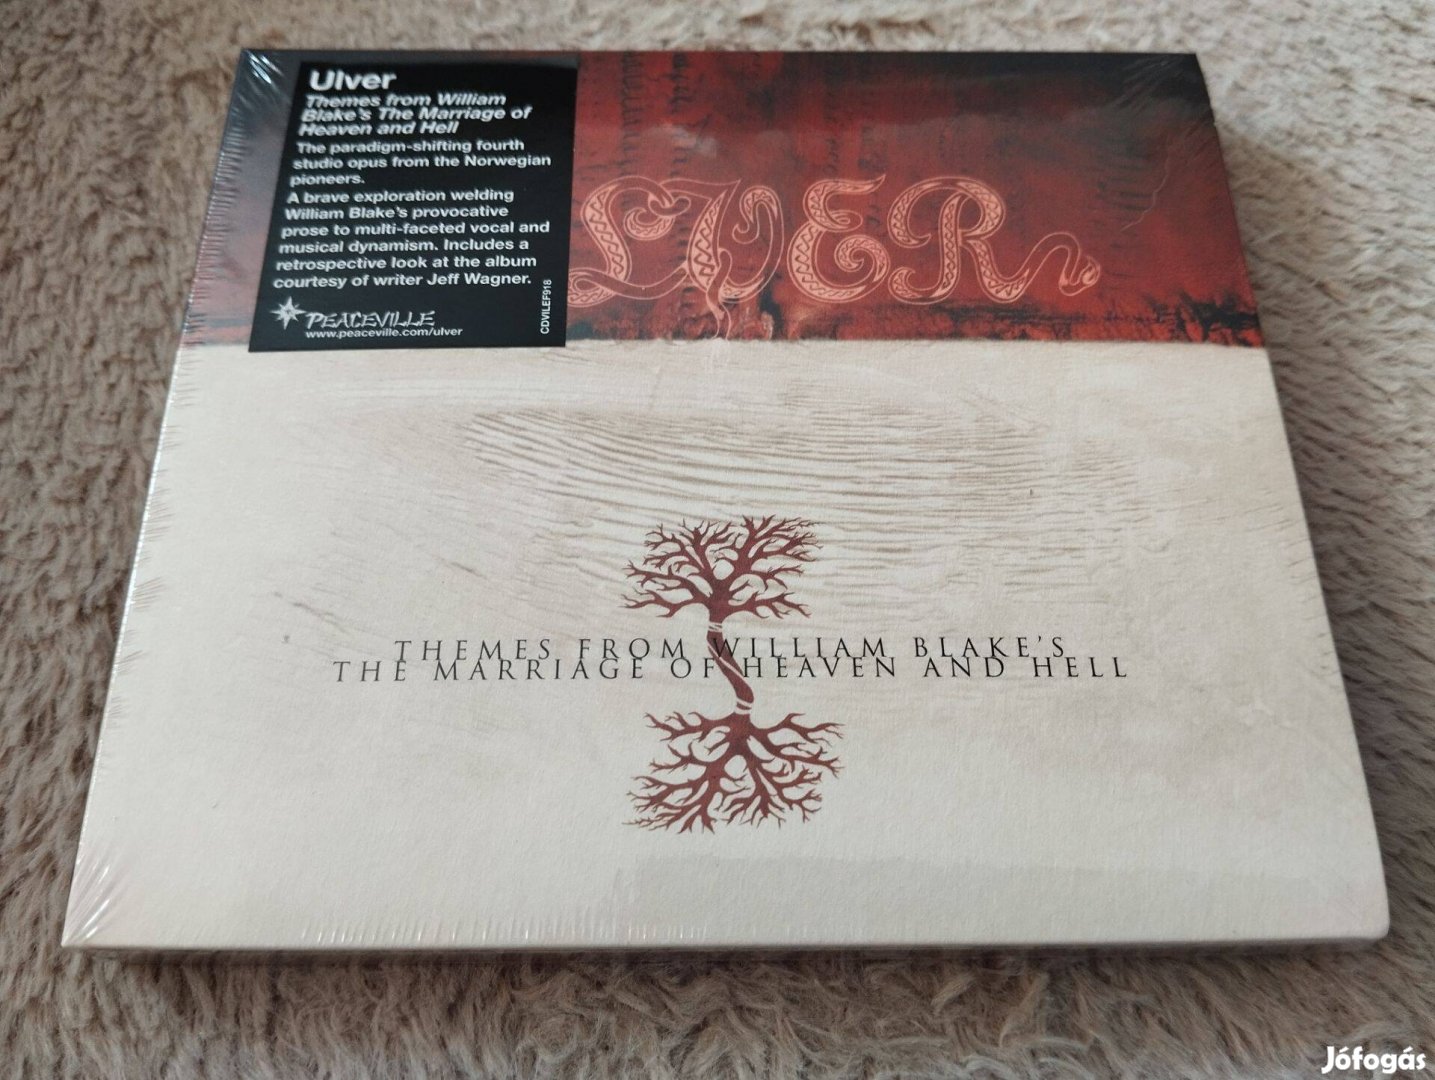 Ulver
Themes from William
Blake's The Marriage of
Heaven and Hell
The paradigm-shifting fourth
studio opus from the Norwegian
pioneers.
A brave exploration welding
William Blake's provocative
prose to multi-faceted vocal and
musical dynamism. Includes a
retrospective look at the album
courtesy of writer Jeff Wagner.
PEACEVILLE
www.peaceville.com/ulver
CDVILEF918
LVER
THEMES FROM WILLIAM BLAKE'S
THE MARRIAGE OF HEAVEN AND HELL
Jófogás